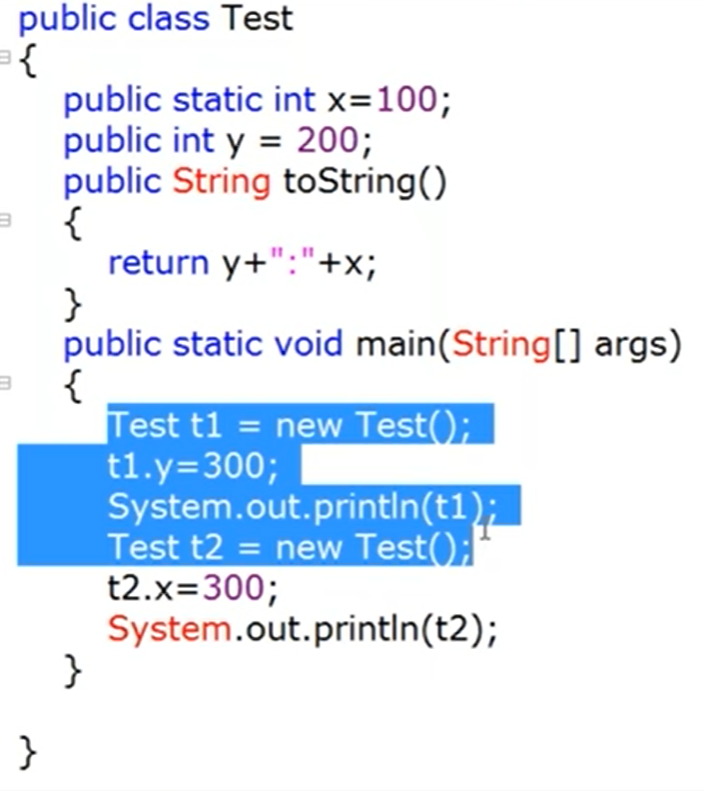 public class Test
{
public static int x=100;
public int y = 200;
public String toString()
{
return y+":"+x;
}
public static void main(String[] args)
{
Test t1 = new Test();
t1.y=300;
System.out.println(t1);
Test t2 = new Test();
t2.x=300;
System.out.println(t2);
}
}